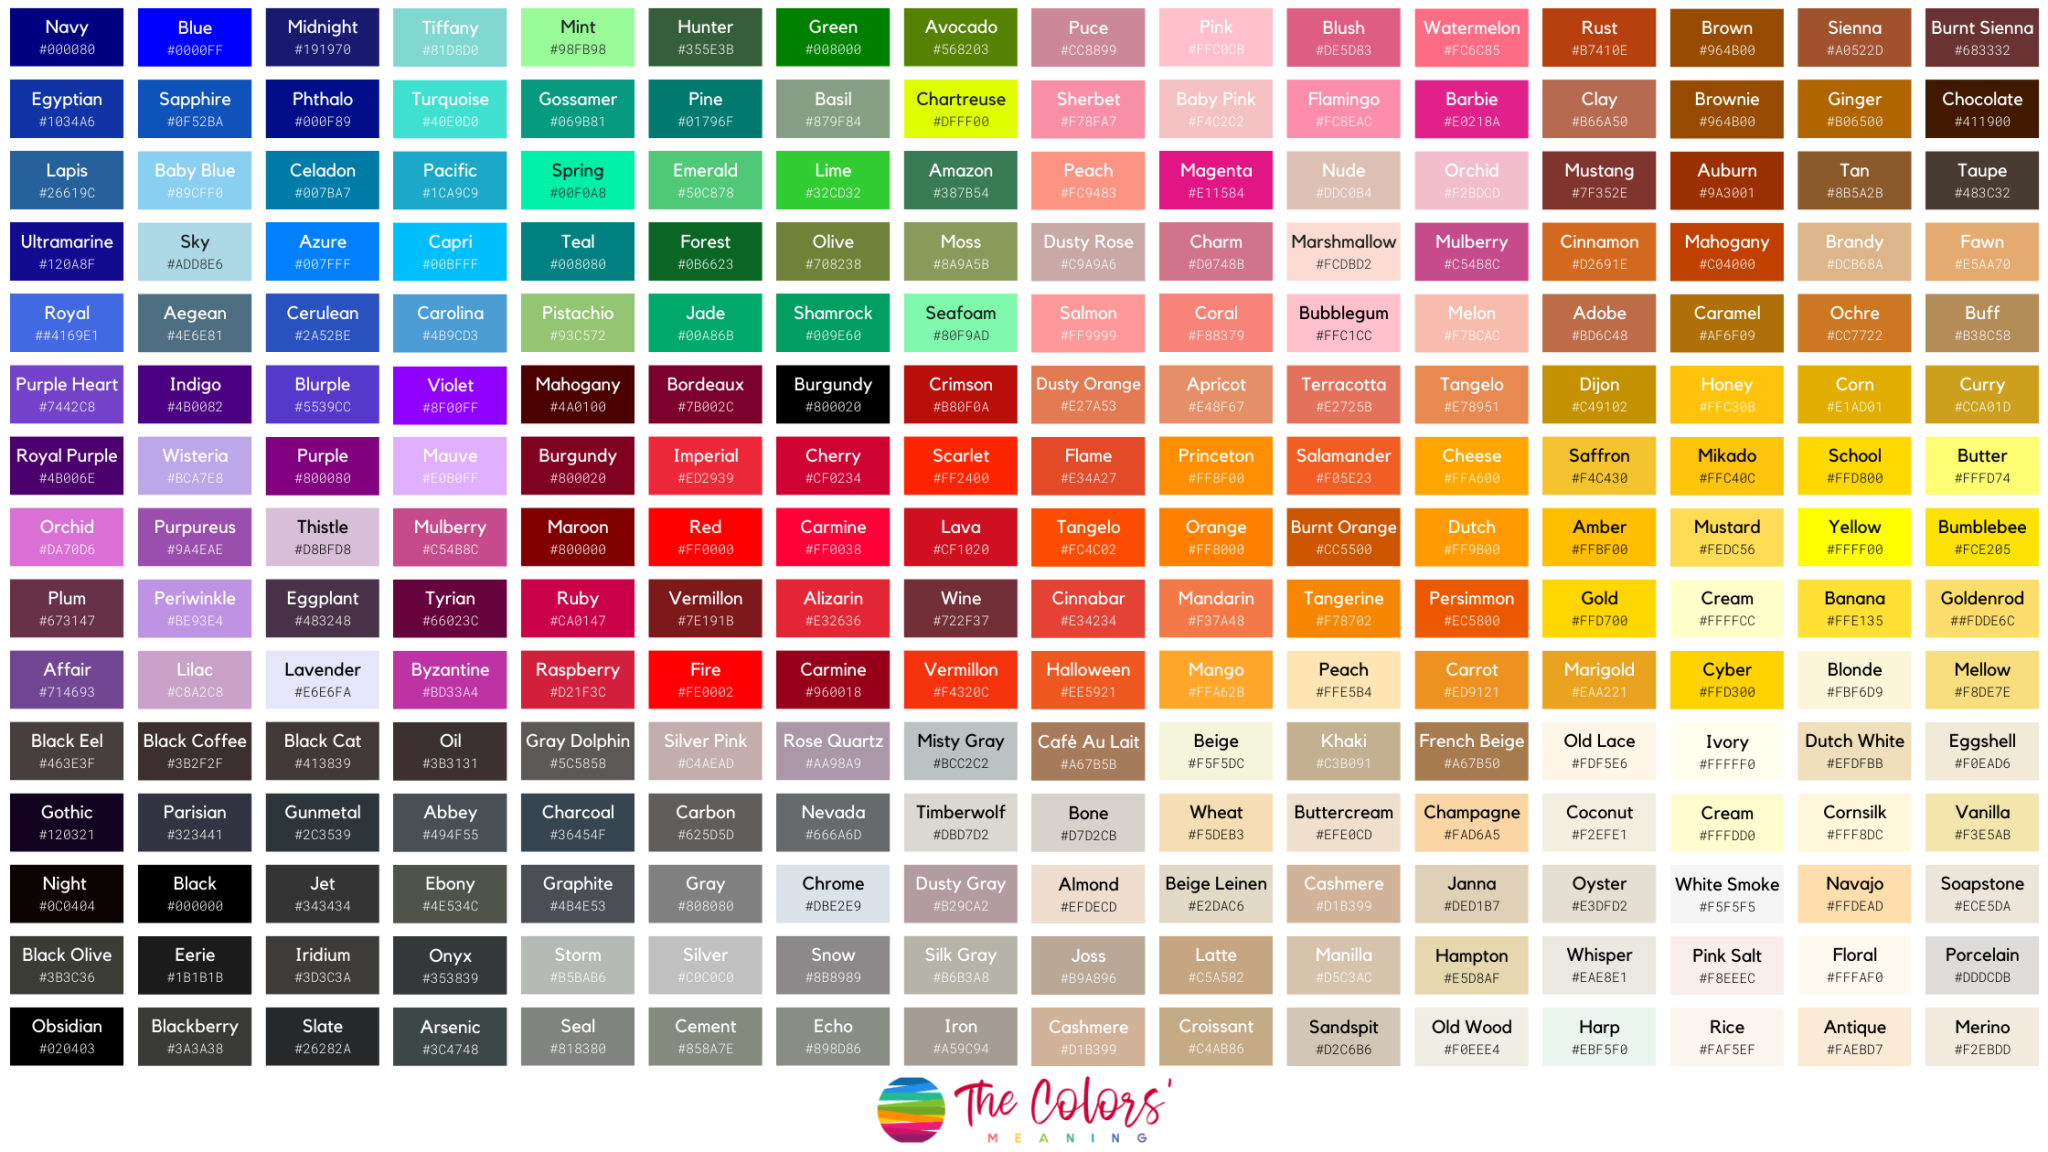 Navy Blue Midnight Tiffany Mint Hunter Green Avocado Puce Pink Blush Watermelon Rust Brown Sienna Burnt Sienna
#000080 #0000FF #191970 #81D8D0 #98FB98 #355E3B #008000 #568203 #CC8899 #FFC0CB #DE5D83 #FC6C85 #B7410E #964B00 #A0522D #683332
Egyptian Sapphire Phthalo Turquoise Gossamer Pine Basil Chartreuse Sherbet Baby Pink Flamingo Barbie Clay Brownie Ginger Chocolate
#1034A6 #0F52BA #000F89 #40E0D0 #069B81 #01796F #879F84 #DFFF00 #F78FA7 #F4C2C2 #FC8EAC #E0218A #B66A50 #964B00 #B06500 #411900
Lapis Baby Blue Celadon Pacific Spring Emerald Lime Amazon Peach Magenta Nude Orchid Mustang Auburn Tan Taupe
#26619C #89CFF0 #007BA7 #1CA9C9 #00F0A8 #50C878 #32CD32 #387B54 #FC9483 #E11584 #DDC0B4 #F2BDCD #7F352E #9A3001 #8B5A2B #483C32
Ultramarine Sky Azure Capri Teal Forest Olive Moss Dusty Rose Charm Marshmallow Mulberry Cinnamon Mahogany Brandy Fawn
#120A8F #ADD8E6 #007FFF #00BFFF #008080 #0B6623 #708238 #8A9A5B #C9A9A6 #D0748B #FCDBD2 #C54B8C #D2691E #C04000 #DCB68A #E5AA70
Royal Aegean Cerulean Carolina Pistachio Jade Shamrock Seafoam Salmon Coral Bubblegum Melon Adobe Caramel Ochre Buff
##4169E1 #4E6E81 #2A52BE #4B9CD3 #93C572 #00A86B #009E60 #80F9AD #FF9999 #F88379 #FFC1CC #F7BCAC #BD6C48 #AF6F09 #CC7722 #B38C58
Purple Heart Indigo Blurple Violet Mahogany Bordeaux Burgundy Crimson Dusty Orange Apricot Terracotta Tangelo Dijon Honey Corn Curry
#7442C8 #4B0082 #5539CC #8F00FF #4A0100 #7B002C #800020 #B80F0A #E27A53 #E48F67 #E2725B #E78951 #C49102 #FFC30B #E1AD01 #CCA01D
Royal Purple Wisteria Purple Mauve Burgundy Imperial Cherry Scarlet Flame Princeton Salamander Cheese Saffron Mikado School Butter
#4B006E #BCA7E8 #800080 #E0B0FF #800020 #ED2939 #CF0234 #FF2400 #E34A27 #FF8F00 #F05E23 #FFA600 #F4C430 #FFC40C #FFD800 #FFFD74
Orchid Purpureus Thistle Mulberry Maroon Red Carmine Lava Tangelo Orange Burnt Orange Dutch Amber Mustard Yellow Bumblebee
#DA70D6 #9A4EAE #D8BFD8 #C54B8C #800000 #FF0000 #FF0038 #CF1020 #FC4C02 #FF8000 #CC5500 #FF9B00 #FFBF00 #FEDC56 #FFFF00 #FCE205
Plum Periwinkle Eggplant Tyrian Ruby Vermillon Alizarin Wine Cinnabar Mandarin Tangerine Persimmon Gold Cream Banana Goldenrod
#673147 #BE93E4 #483248 #66023C #CA0147 #7E191B #E32636 #722F37 #E34234 #F37A48 #F78702 #EC5800 #FFD700 #FFFFCC #FFE135 ##FDDE6C
Affair Lilac Lavender Byzantine Raspberry Fire Carmine Vermillon Halloween Mango Peach Carrot Marigold Cyber Blonde Mellow
#714693 #C8A2C8 #E6E6FA #BD33A4 #D21F3C #FE0002 #960018 #F4320C #EE5921 #FFA62B #FFE5B4 #ED9121 #EAA221 #FFD300 #FBF6D9 #F8DE7E
Black Eel Black Coffee Black Cat Oil Gray Dolphin Silver Pink Rose Quartz Misty Gray Café Au Lait Beige Khaki French Beige Old Lace Ivory Dutch White Eggshell
#463E3F #3B2F2F #413839 #3B3131 #5C5858 #C4AEAD #AA98A9 #BCC2C2 #A67B5B #F5F5DC #C3B091 #A67B50 #FDF5E6 #FFFFF0 #EFDFBB #F0EAD6
Gothic Parisian Gunmetal Abbey Charcoal Carbon Nevada Timberwolf Bone Wheat Buttercream Champagne Coconut Cream Cornsilk Vanilla
#120321 #323441 #2C3539 #494F55 #36454F #625D5D #666A6D #DBD7D2 #D7D2CB #F5DEB3 #EFE0CD #FAD6A5 #F2EFE1 #FFFDD0 #FFF8DC #F3E5AB
Night Black Jet Ebony Graphite Gray Chrome Dusty Gray Almond Beige Leinen Cashmere Janna Oyster White Smoke Navajo Soapstone
#0C0404 #000000 #343434 #4E534C #4B4E53 #808080 #DBE2E9 #B29CA2 #EFDECD #E2DAC6 #D1B399 #DED1B7 #E3DFD2 #F5F5F5 #FFDEAD #ECE5DA
Black Olive Eerie Iridium Onyx Storm Silver Snow Silk Gray Joss Latte Manilla Hampton Whisper Pink Salt Floral Porcelain
#3B3C36 #1B1B1B #3D3C3A #353839 #B5BAB6 #C0C0C0 #8B8989 #B6B3A8 #B9A896 #C5A582 #D5C3AC #E5D8AF #EAE8E1 #F8EEEC #FFFAF0 #DDDCDB
Obsidian Blackberry Slate Arsenic Seal Cement Echo Iron Cashmere Croissant Sandspit Old Wood Harp Rice Antique Merino
#020403 #3A3A38 #26282A #3C4748 #818380 #858A7E #898D86 #A59C94 #D1B399 #C4AB86 #D2C6B6 #F0EEE4 #EBF5F0 #FAF5EF #FAEBD7 #F2EBDD
The Colors'
MEANING